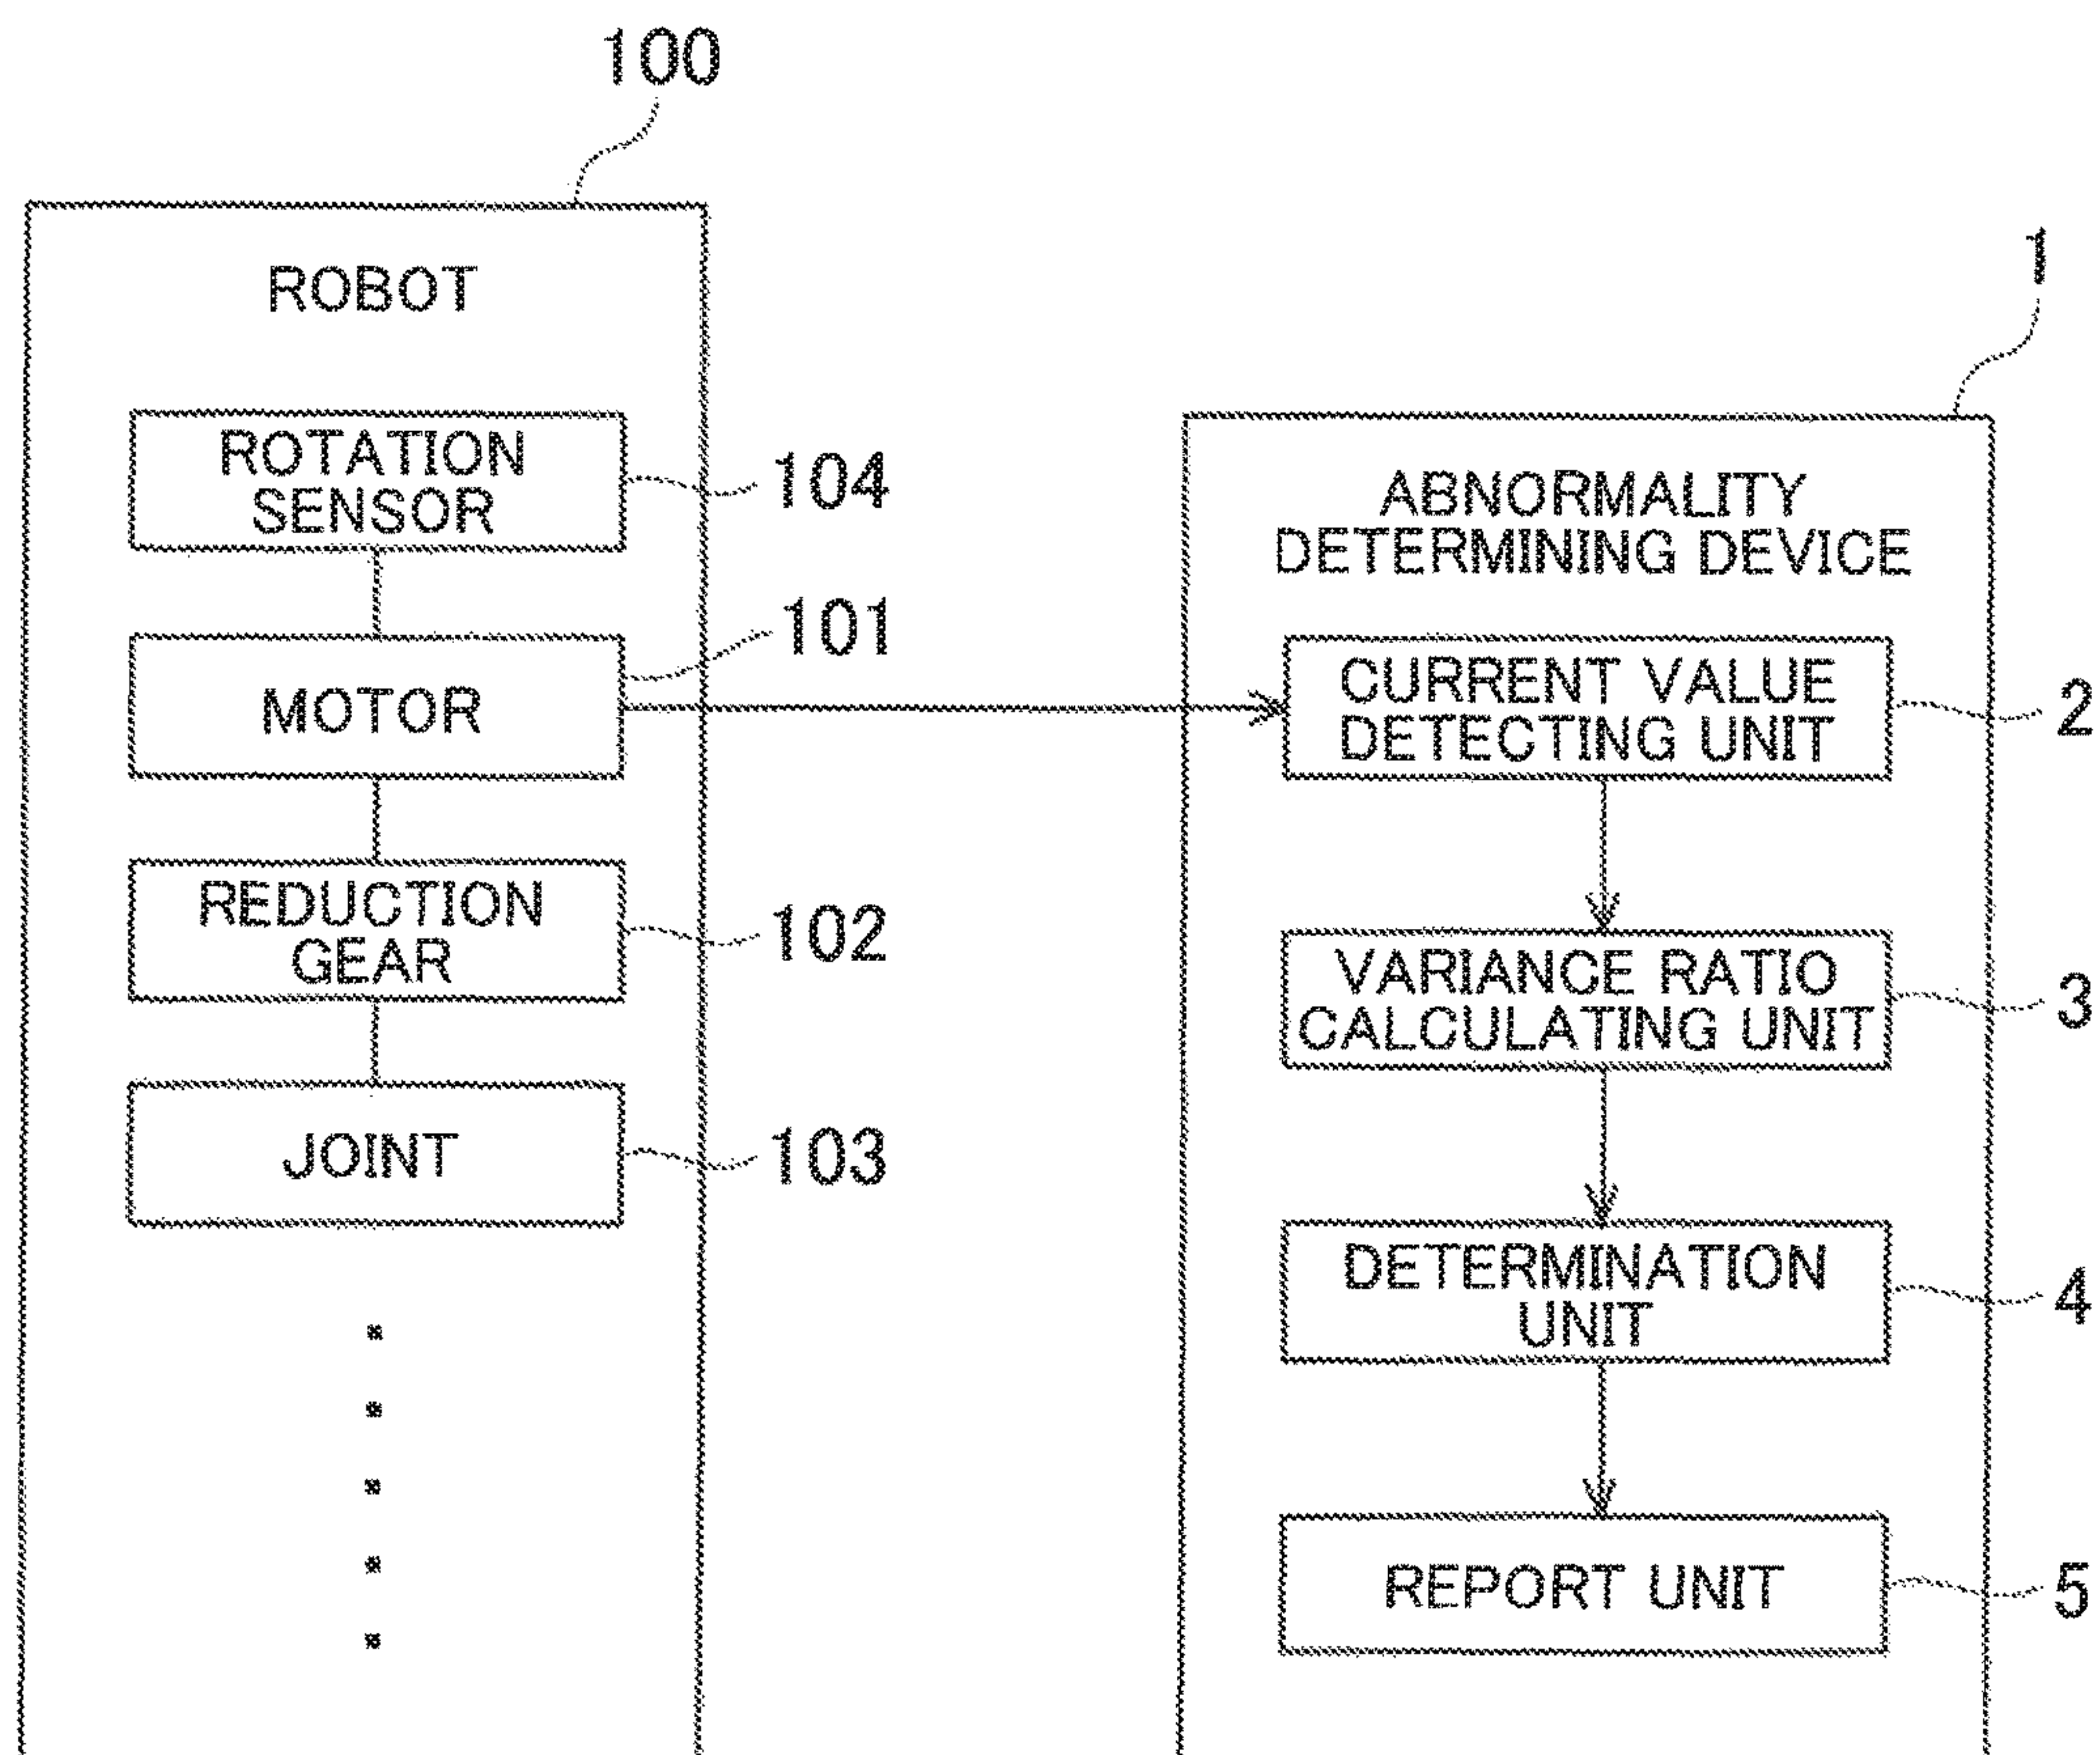 100
ROBOT
ROTATION
SENSOR
104
MOTOR
101
REDUCTION
GEAR
102
JOINT
103
1
ABNORMALITY
DETERMINING DEVICE
CURRENT VALUE
DETECTING UNIT
2
VARIANCE RATIO
CALCULATING UNIT
3
DETERMINATION
UNIT
4
REPORT UNIT
5